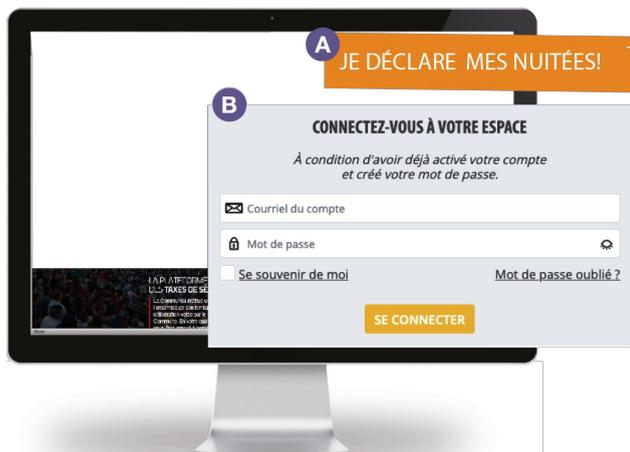 A
JE DÉCLARE MES NUITÉES!
B
CONNECTEZ-VOUS À VOTRE ESPACE
À condition d'avoir déjà activé votre compte
et créé votre mot de passe.
Courriel du compte
Mot de passe
Se souvenir de moi
Mot de passe oublié ?
SE CONNECTER
LA PLATEFORME
DES TAXES DE SÉ